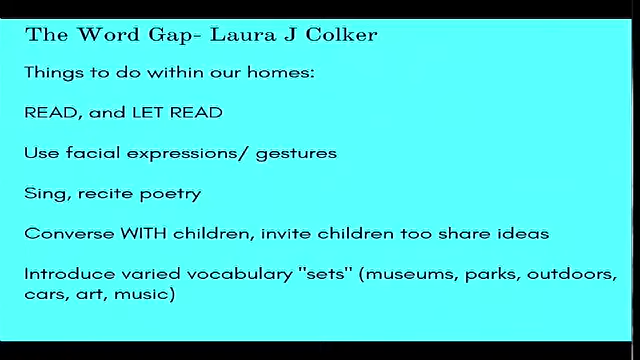 The Word Gap- Laura J Colker
Things to do within our homes:
READ, and LET READ
Use facial expressions/ gestures
Sing, recite poetry
Converse WITH children, invite children too share ideas
Introduce varied vocabulary "sets" (museums, parks, outdoors,
cars, art, music)